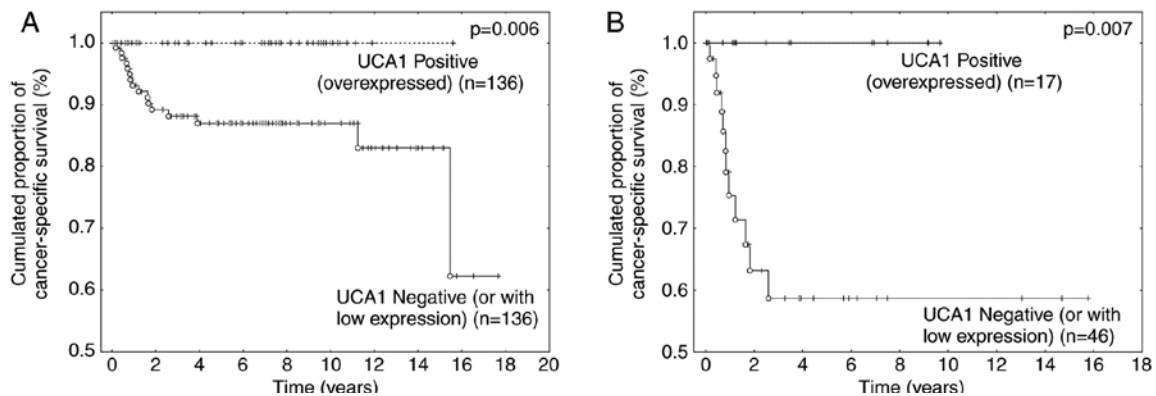 A
p=0.006
1.0
0.9
0.8
0.7
0.6
0.5
Cumulated proportion of
cancer-specific survival (%)
UCA1 Positive
(overexpressed) (n=136)
UCA1 Negative (or with
low expression) (n=136)
0 2 4 6 8 10 12 14 16 18 20
Time (years)
B
p=0.007
1.0
0.9
0.8
0.7
0.6
0.5
Cumulated proportion of
cancer-specific survival (%)
UCA1 Positive
(overexpressed) (n=17)
UCA1 Negative (or with
low expression) (n=46)
0 2 4 6 8 10 12 14 16 18
Time (years)